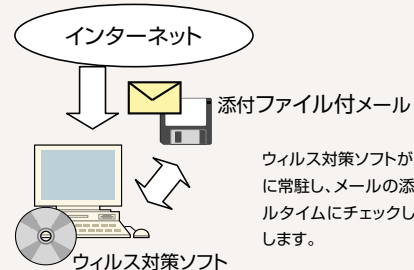 インターネット
添付ファイル付メール
ウィルス対策ソフトが
に常駐し、メールの添
ルタイムにチェックし
します。
ウィルス対策ソフト